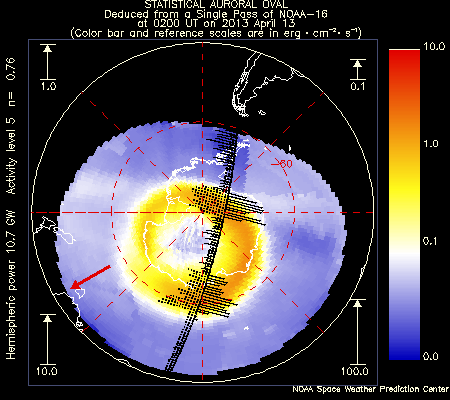 STATISTICAL AURORAL OVAL
Deduced from a Single Pass of NOAA-16
at 0200 UT on 2013 April 13
(Color bar and reference scales are in erg · cm⁻² · s⁻¹)
1.0
0.1
10.0
1.0
0.1
0.0
-60
Hemispheric power 10.7 GW Activity level 5 n= 0.76
10.0
100.0
NOAA Space Weather Prediction Center